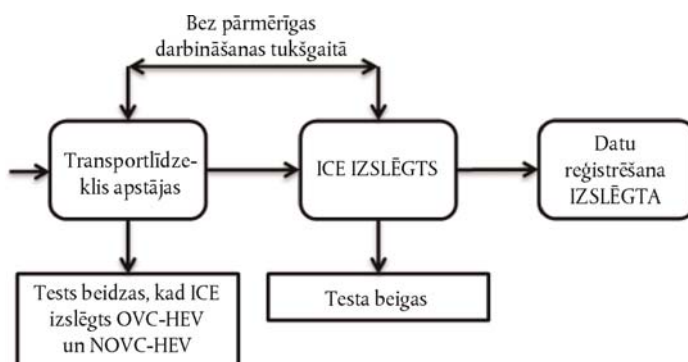 Bez pārmērīgas
darbināšanas tukšgaitā
Transportlīdze-
klis apstājas
ICE IZSLĒGTS
Datu
reģistrēšana
IZSLĒGTA
Tests beidzas, kad ICE
izslēgts OVC-HEV
un NOVC-HEV
Testa beigas